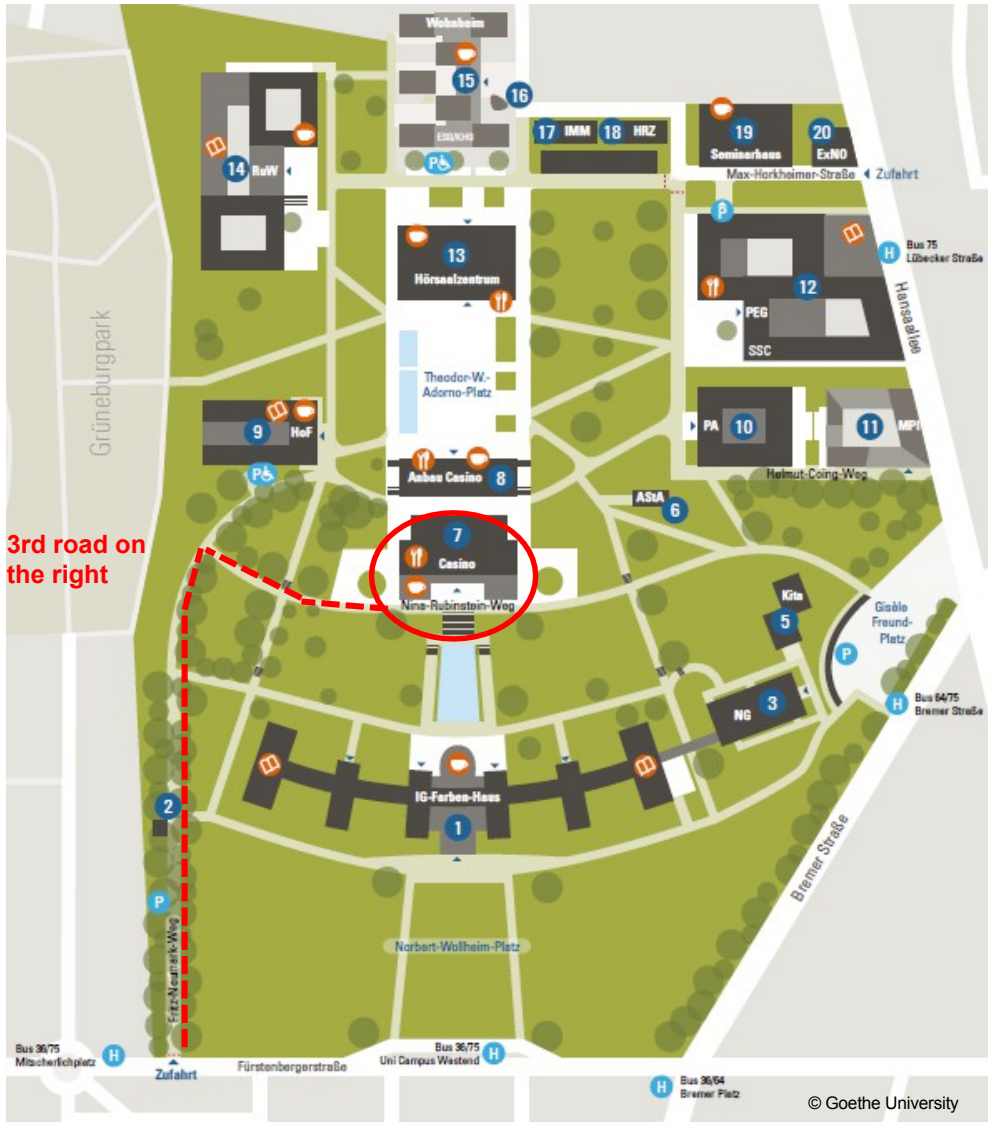 Wohnheim
15
16
ESG/KHG
17 IMM
18 HRZ
19
Seminarhaus
20
ExNO
Max-Horkheimer-Straße
Zufahrt
14 RuW
P
P
13
Hörsaalzentrum
H
Bus 75
Lübecker Straße
12
PEG
SSC
Hansaallee
Grüneburgpark
Theodor-W.-
Adorno-Platz
9
HoF
P
PA
10
11
MPI
Helmut-Coing-Weg
Anbau Casino
8
AStA
6
7
Casino
Nina-Rubinstein-Weg
3rd road on
the right
Kita
5
Gisèle
Freund-
Platz
P
3
NG
H
Bus 64/75
Bremer Straße
2
IG-Farben-Haus
1
Bremer Straße
P
Fritz-Neumark-Weg
Norbert-Wollheim-Platz
Bus 36/75
Mitscherlichplatz
H
Zufahrt
Fürstenbergerstraße
Bus 36/75
Uni Campus Westend
H
H
Bus 36/64
Bremer Platz
© Goethe University